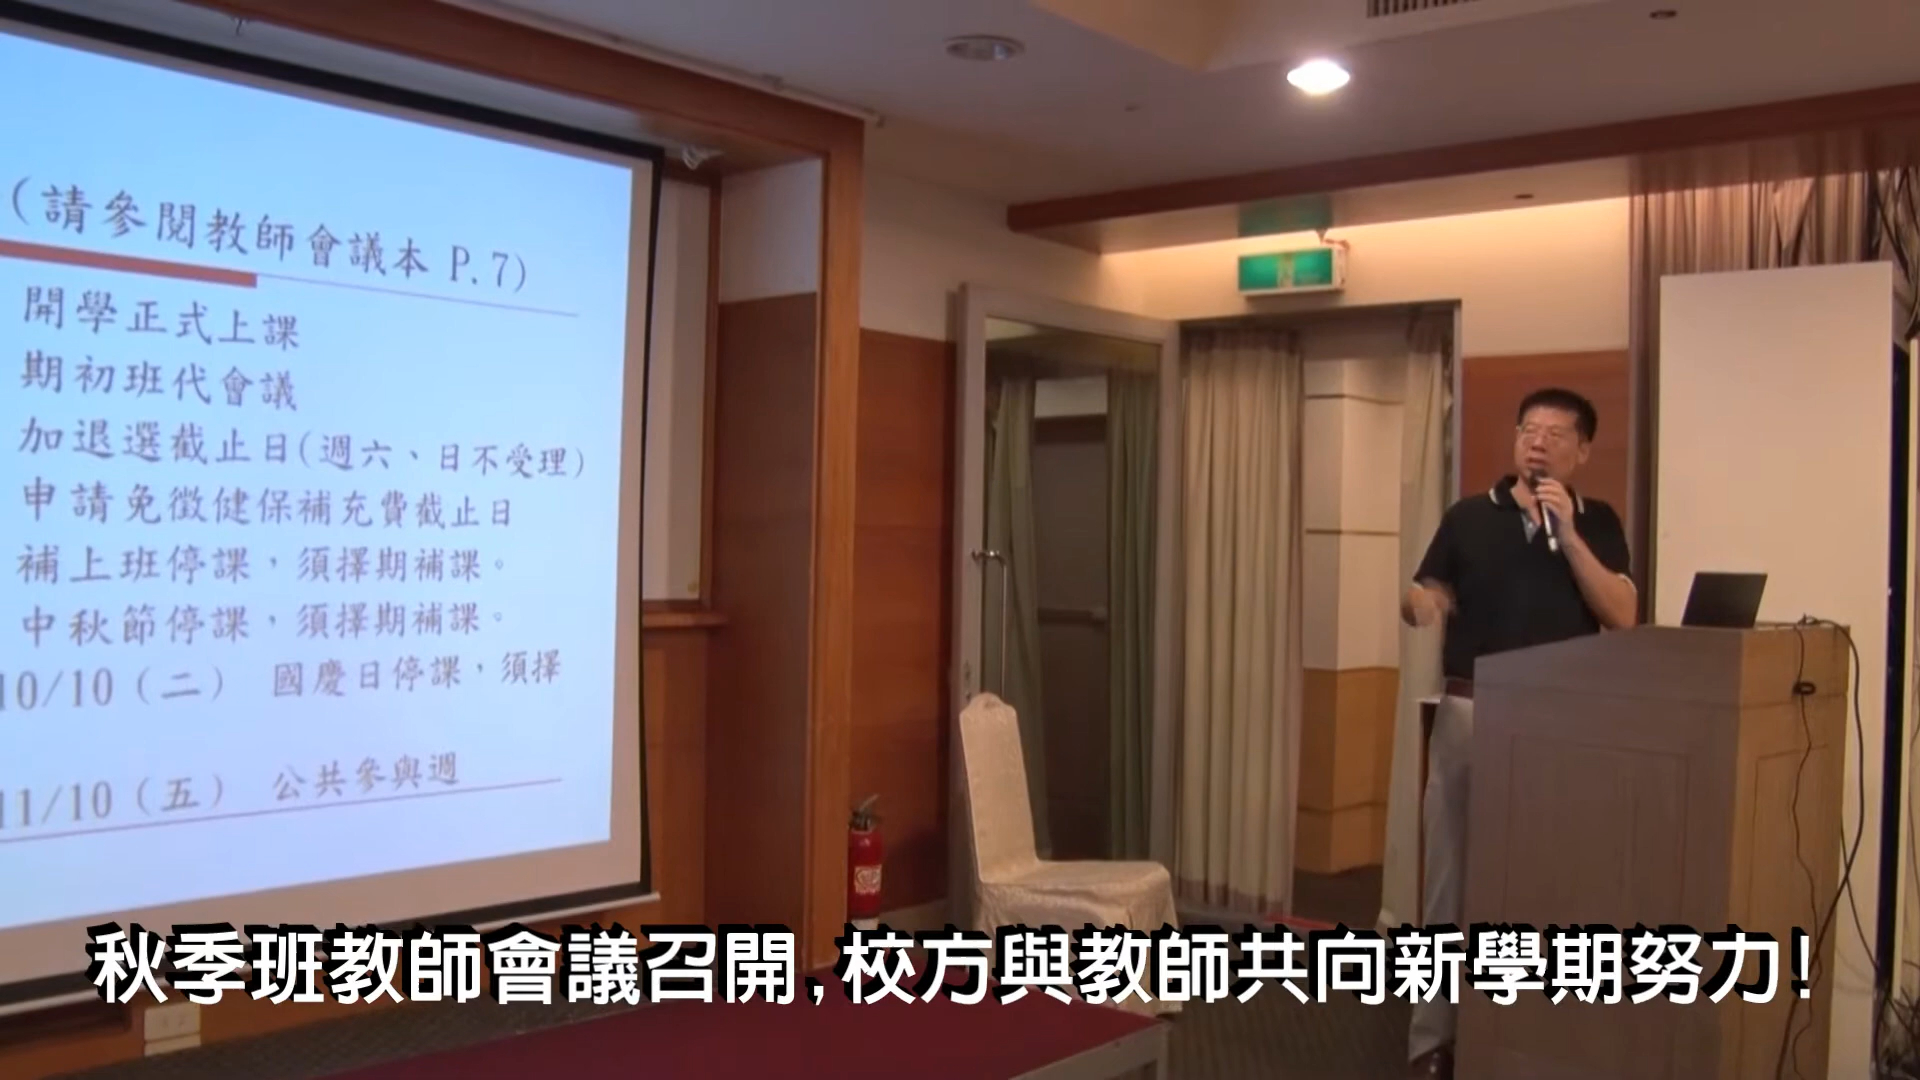 (請參閱教師會議本 P.7)
開學正式上課
期初班代會議
加退選截止日(週六、日不受理)
申請免徵健保補充費截止日
補上班停課，須擇期補課。
中秋節停課，須擇期補課。
10/10（二） 國慶日停課，須擇
11/10（五） 公共參與週
秋季班教師會議召開,校方與教師共向新學期努力!